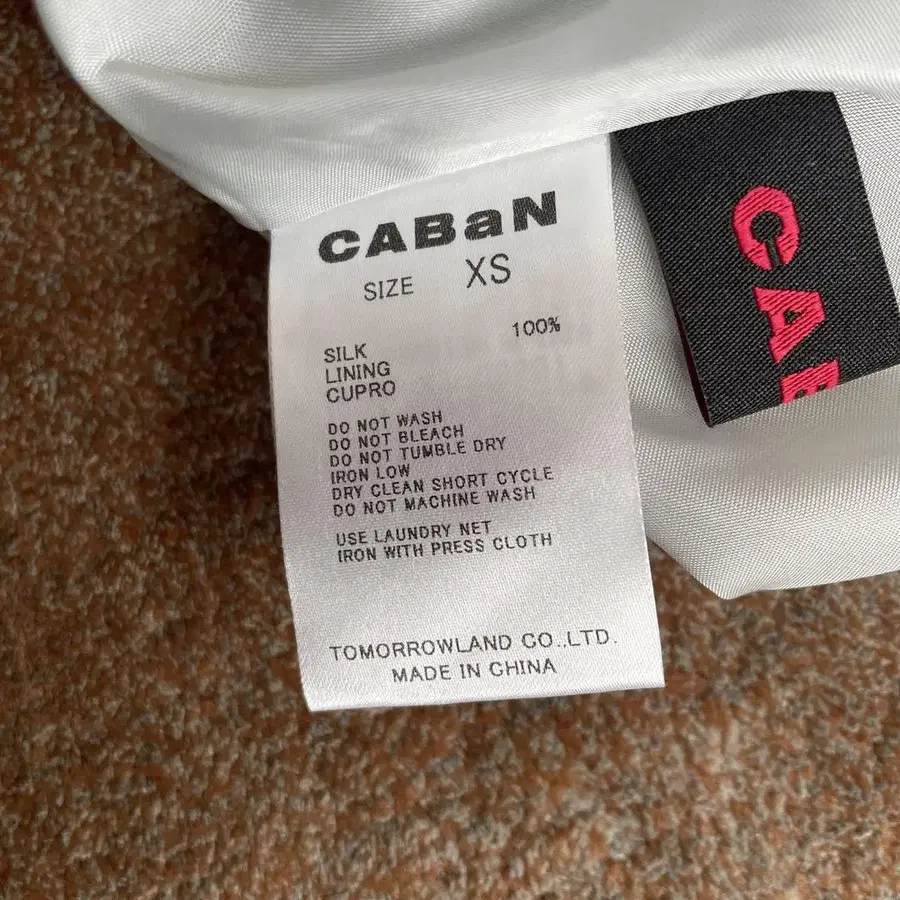 CABaN
SIZE XS
100%
SILK
LINING
CUPRO
DO NOT WASH
DO NOT BLEACH
DO NOT TUMBLE DRY
IRON LOW
DRY CLEAN SHORT CYCLE
DO NOT MACHINE WASH
USE LAUNDRY NET
IRON WITH PRESS CLOTH
TOMORROWLAND CO.,LTD.
MADE IN CHINA
CAB